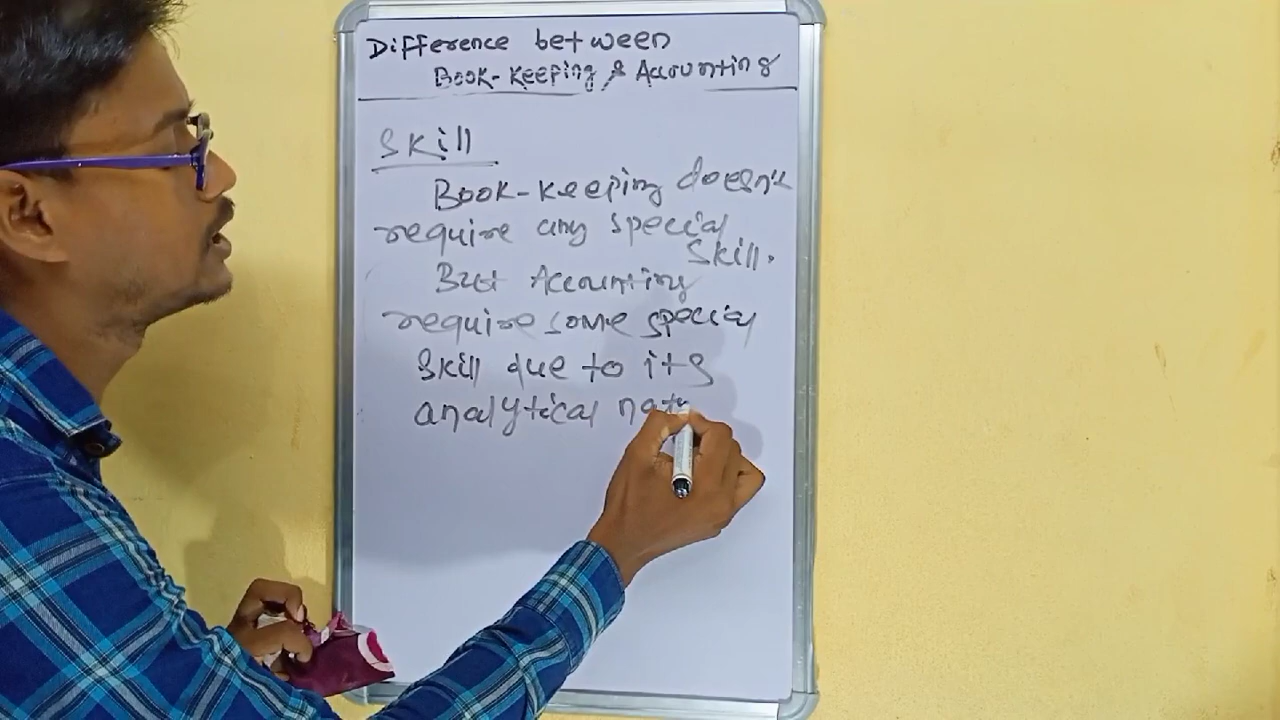 Difference between
Book-keeping & Accounting
Skill
Book-keeping doesn't
require any special
skill.
But Accounting
require some special
skill due to its
analytical natu